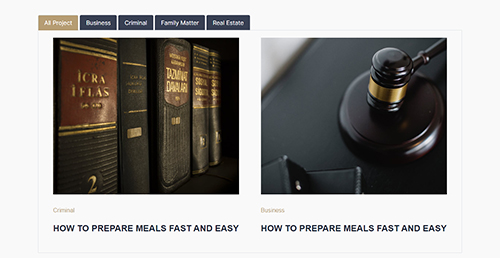 All Project
Business
Criminal
Family Matter
Real Estate
İCRA
İFLAS
2
TAZMİNAT
DAVALARI
Criminal
Business
HOW TO PREPARE MEALS FAST AND EASY
HOW TO PREPARE MEALS FAST AND EASY